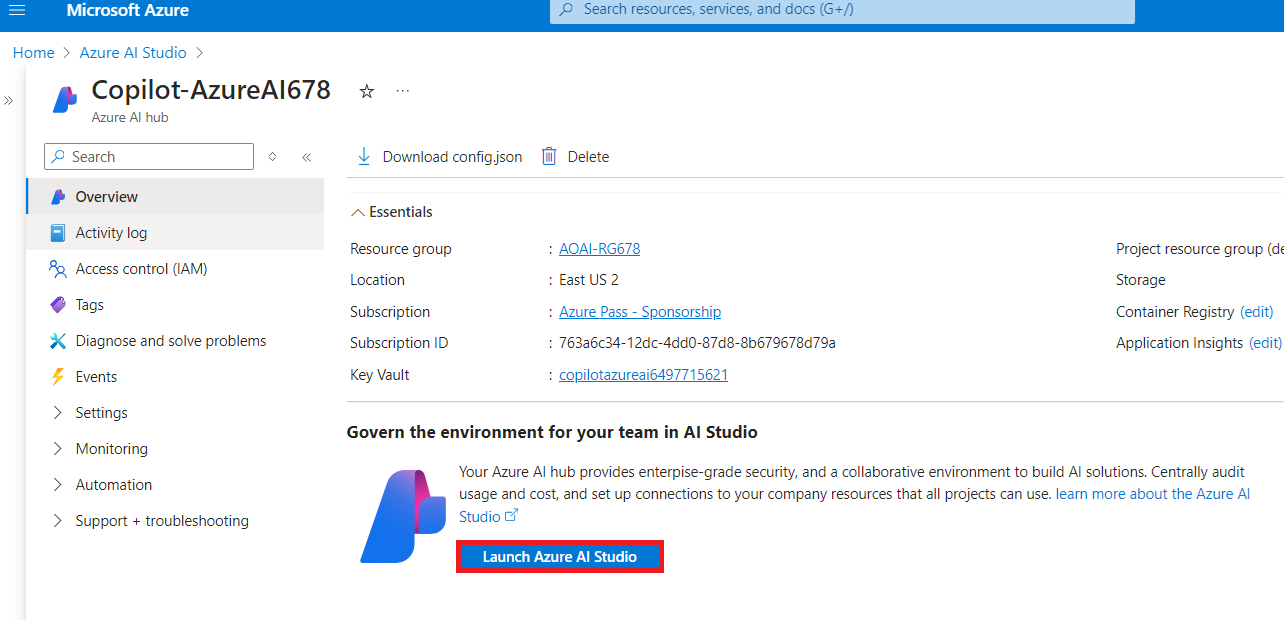 Microsoft Azure
Search resources, services, and docs (G+/)
Home > Azure AI Studio >
Copilot-AzureAI678
Azure AI hub
Search
Overview
Activity log
Access control (IAM)
Tags
Diagnose and solve problems
Events
Settings
Monitoring
Automation
Support + troubleshooting
Download config.json Delete
Essentials
Resource group : AOAI-RG678
Location : East US 2
Subscription : Azure Pass - Sponsorship
Subscription ID : 763a6c34-12dc-4dd0-87d8-8b679678d79a
Key Vault : copilotazureai6497715621
Project resource group (de
Storage
Container Registry (edit)
Application Insights (edit)
Govern the environment for your team in AI Studio
Your Azure AI hub provides enterpise-grade security, and a collaborative environment to build AI solutions. Centrally audit
usage and cost, and set up connections to your company resources that all projects can use. learn more about the Azure AI
Studio
Launch Azure AI Studio